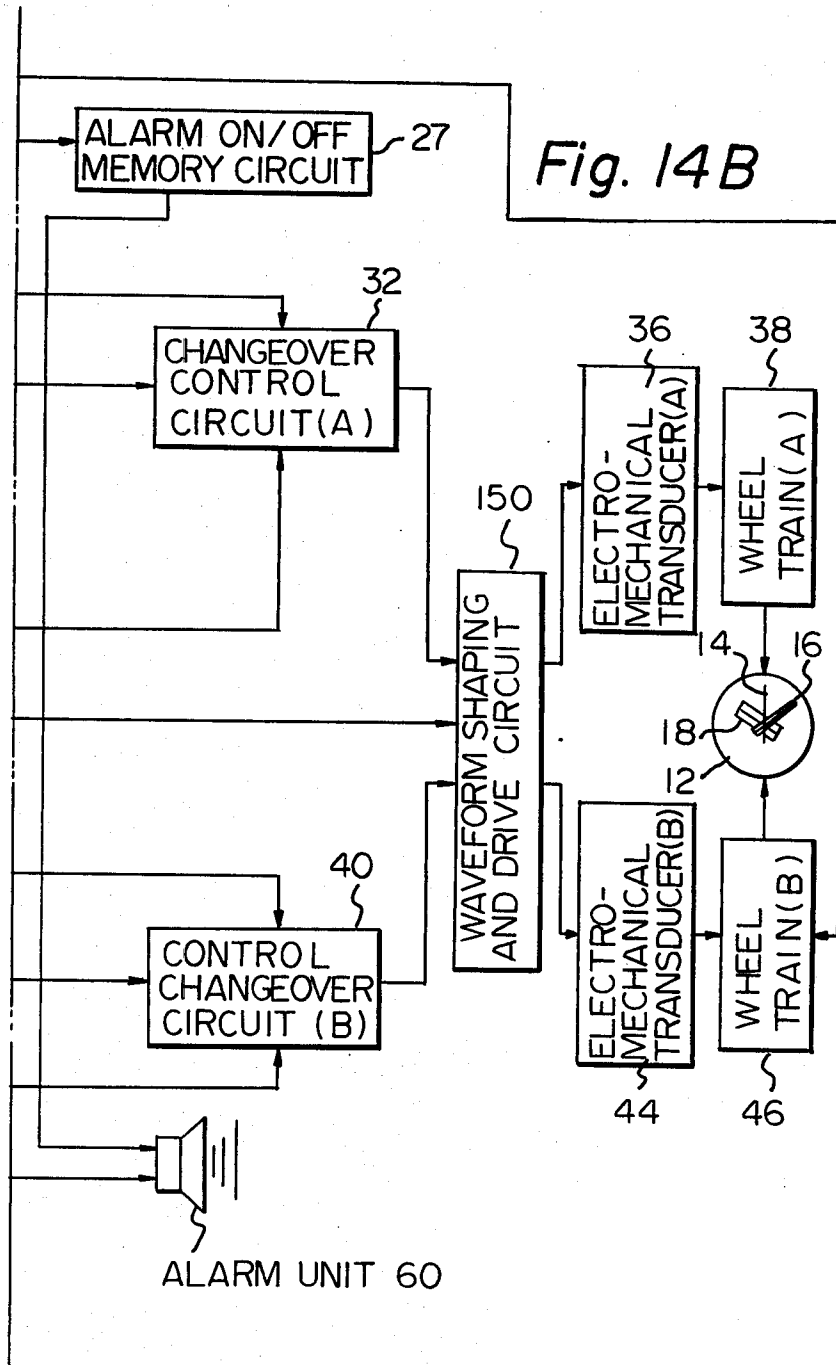 Fig. 14B
ALARM ON/OFF
MEMORY CIRCUIT
27
32
CHANGEOVER
CONTROL
CIRCUIT(A)
36
ELECTRO-
MECHANICAL
TRANSDUCER(A)
38
WHEEL
TRAIN(A)
150
WAVEFORM SHAPING
AND DRIVE CIRCUIT
14
16
18
12
40
CONTROL
CHANGEOVER
CIRCUIT (B)
ELECTRO-
MECHANICAL
TRANSDUCER(B)
44
WHEEL
TRAIN(B)
46
ALARM UNIT 60